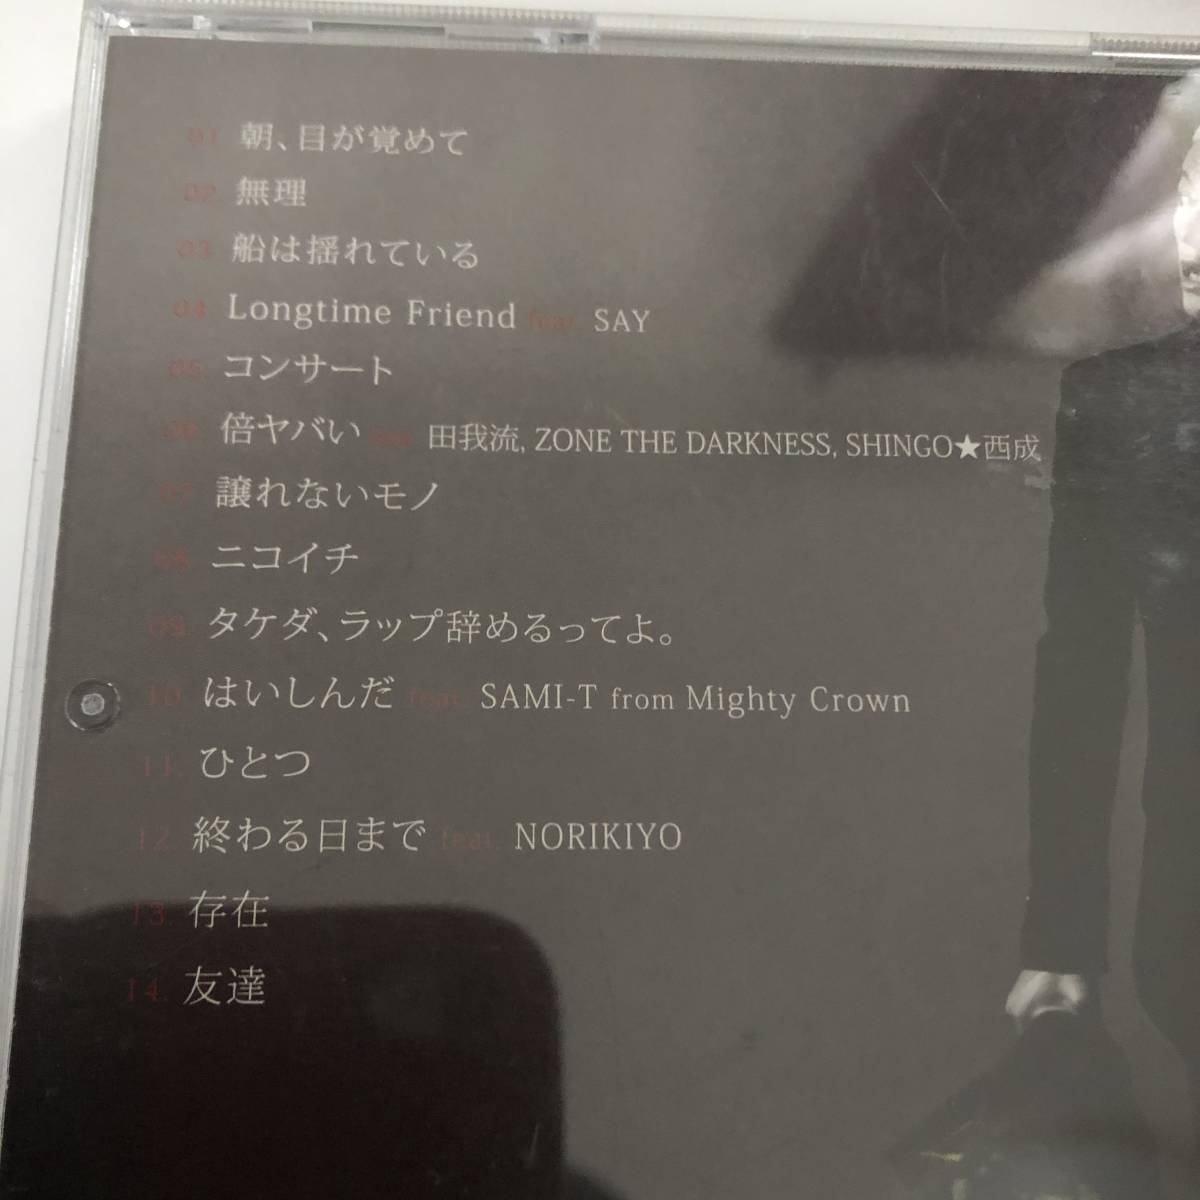 01. 朝、目が覚めて
02. 無理
03. 船は揺れている
04. Longtime Friend feat. SAY
05. コンサート
06. 倍ヤバい feat. 田我流, ZONE THE DARKNESS, SHINGO★西成
07. 譲れないモノ
08. ニコイチ
09. タケダ、ラップ辞めるってよ。
10. はいしんだ feat. SAMI-T from Mighty Crown
11. ひとつ
12. 終わる日まで feat. NORIKIYO
13. 存在
14. 友達